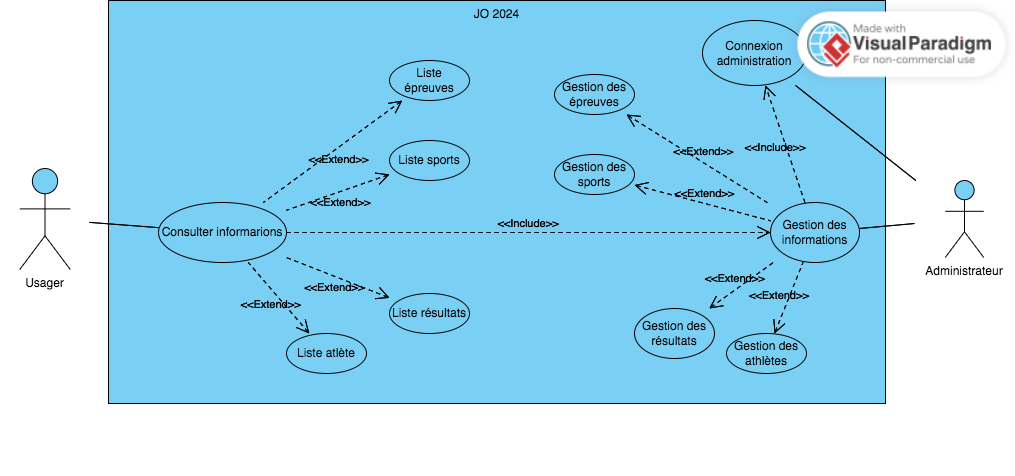 JO 2024
Made with
Visual Paradigm
For non-commercial use
Connexion
administration
Liste
épreuves
Gestion des
épreuves
<<Extend>>
Liste sports
<<Extend>>
<<Include>>
Gestion des
sports
<<Extend>>
<<Extend>>
Consulter informarions
<<Include>>
Gestion des
informations
Usager
Administrateur
<<Extend>>
<<Extend>>
<<Extend>>
<<Extend>>
Liste résultats
Gestion des
résultats
Liste atlète
Gestion des
athlètes